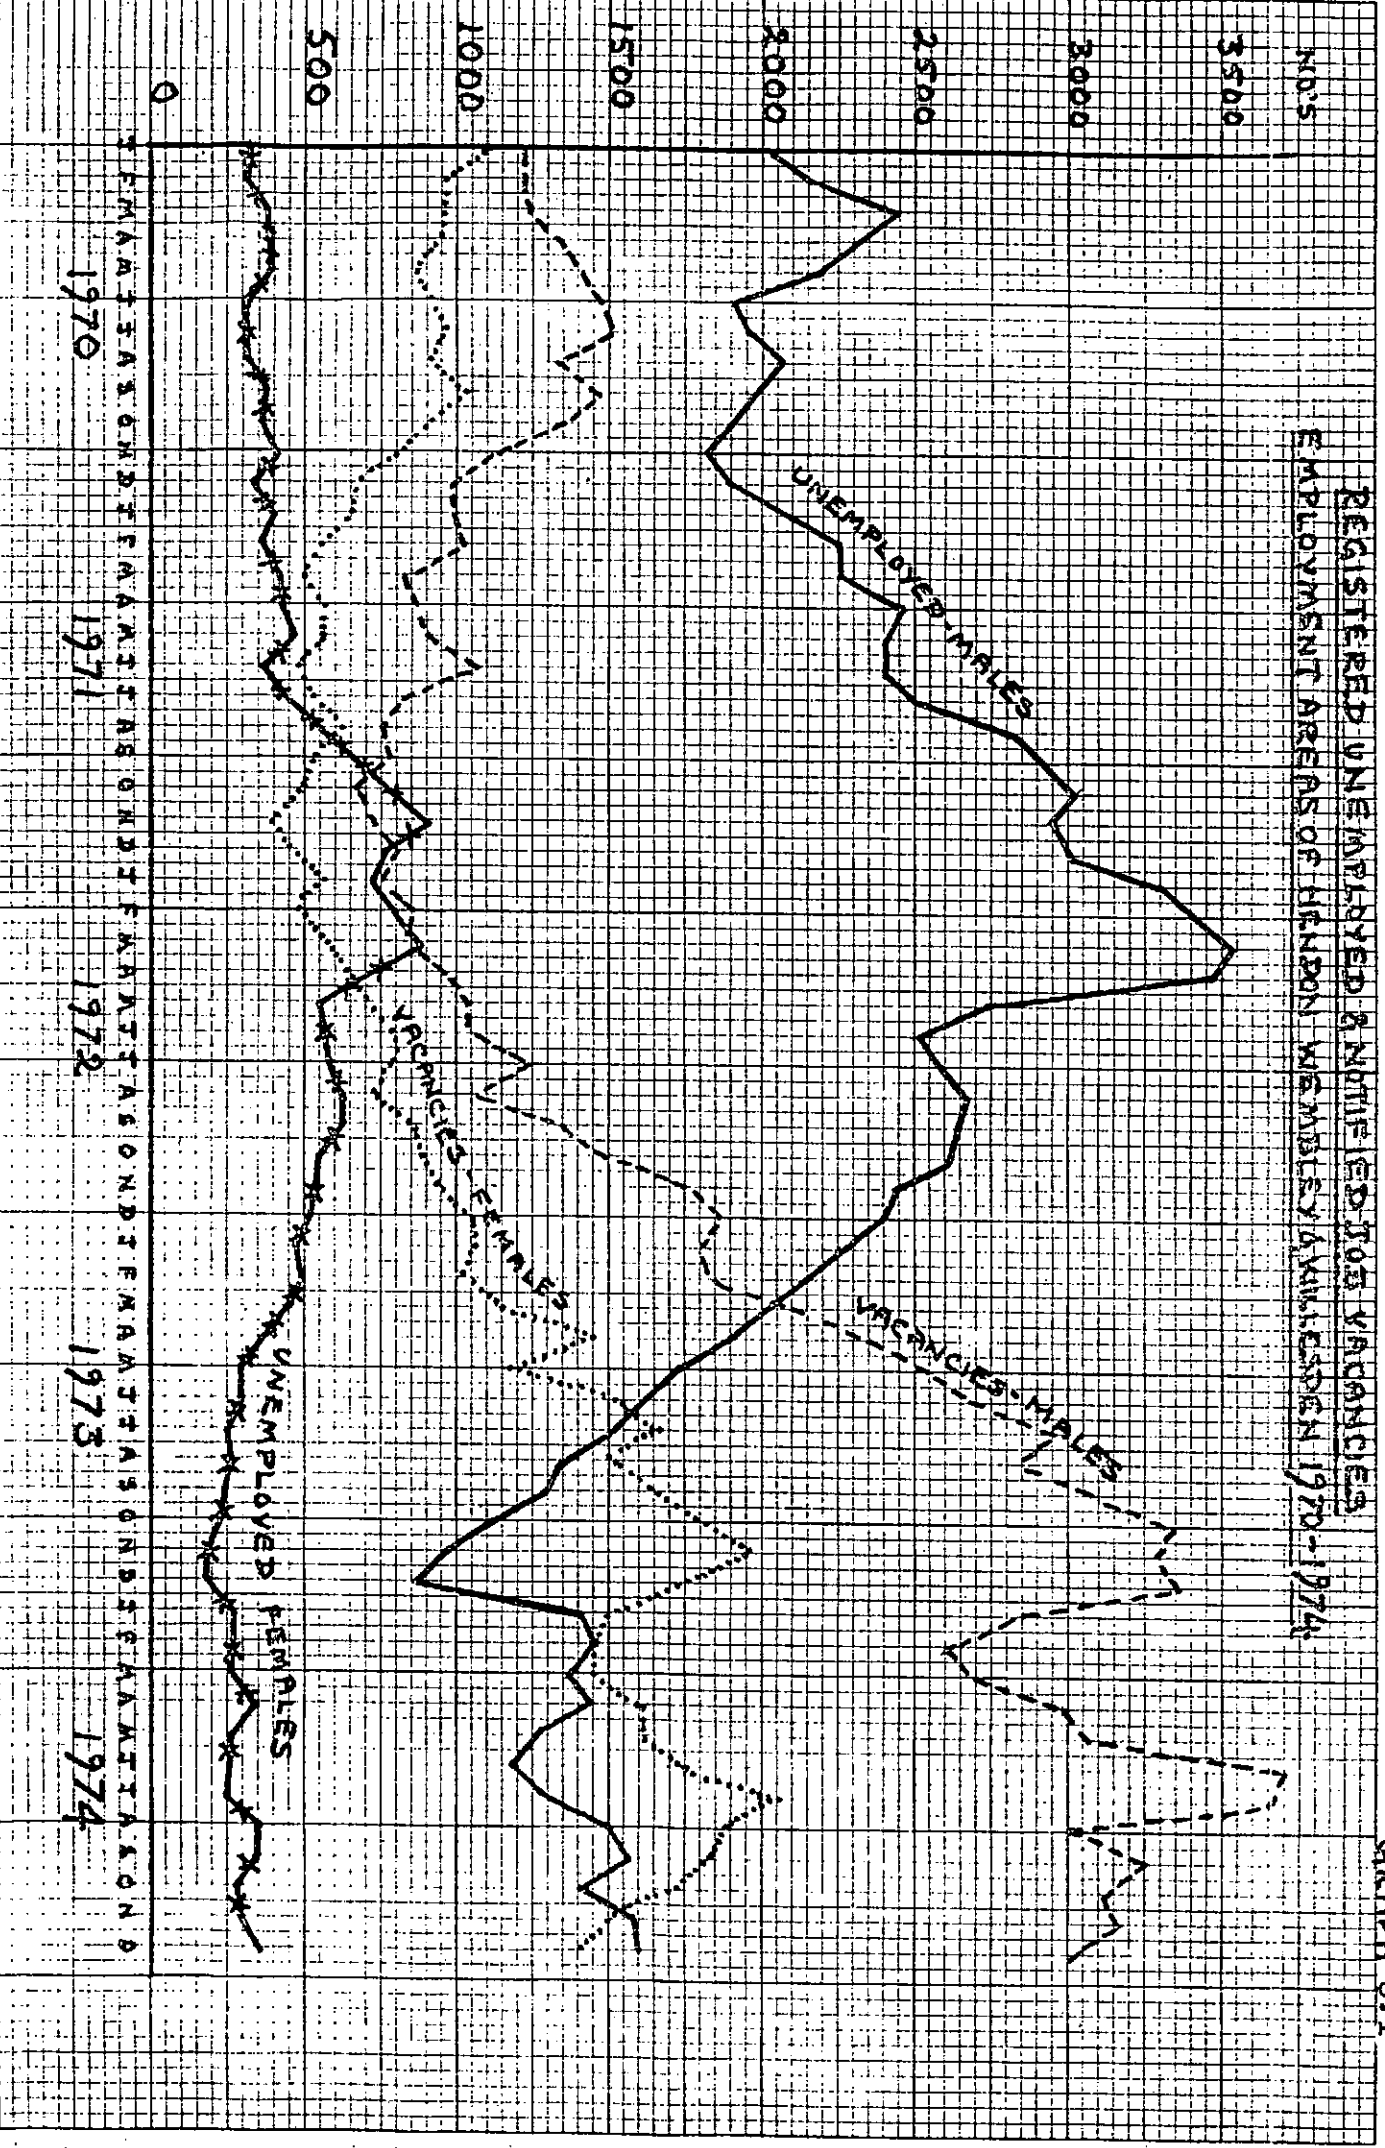 REGISTERED UNEMPLOYED & NOTIFIED JOB VACANCIES
EMPLOYMENT AREAS OF HENDON WEMBLEY & WILLESDEN 1970-1974.
NO'S
3500
3000
2500
2000
1500
1000
500
0
UNEMPLOYED-MALES
VACANCIES-MALES
VACANCIES-FEMALES
UNEMPLOYED FEMALES
J F M A M J J A S O N D J F M A M J J A S O N D J F M A M J J A S O N D J F M A M J J A S O N D J F M A M J J A S O N D
1970 1971 1972 1973 1974